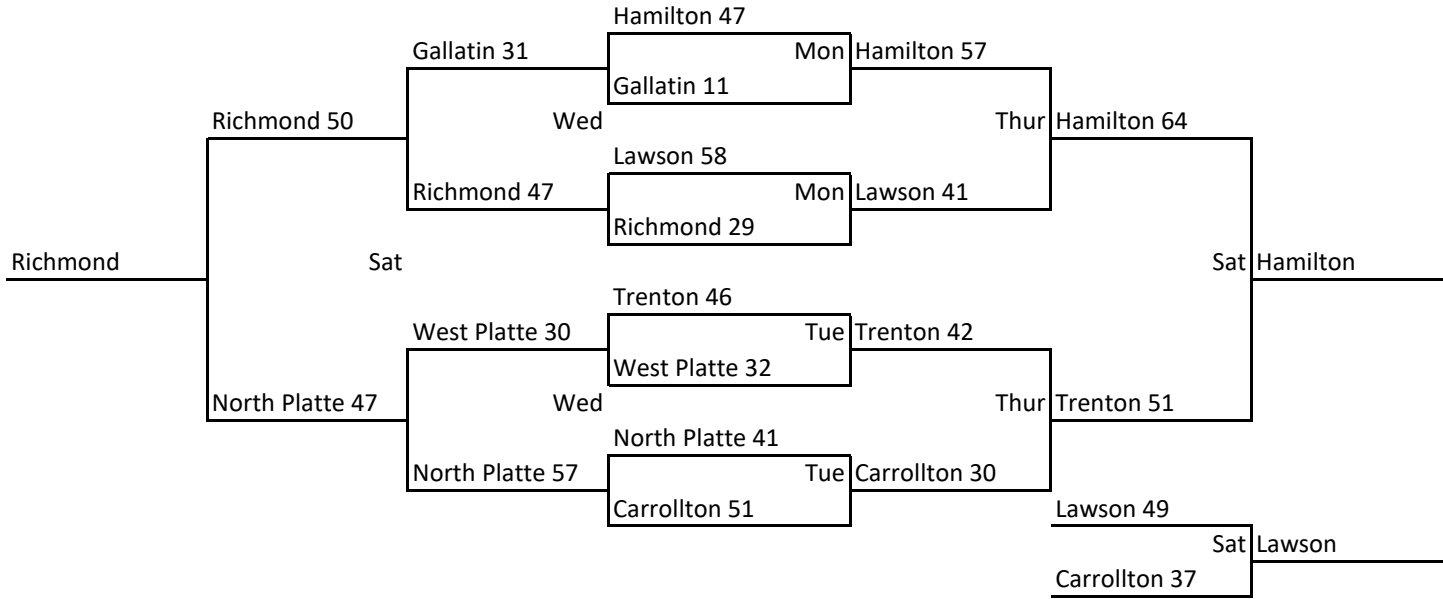 Hamilton 47
Gallatin 31
Mon
Hamilton 57
Gallatin 11
Richmond 50
Wed
Thur
Hamilton 64
Lawson 58
Richmond 47
Mon
Lawson 41
Richmond 29
Richmond
Sat
Sat
Hamilton
Trenton 46
West Platte 30
Tue
Trenton 42
West Platte 32
North Platte 47
Wed
Thur
Trenton 51
North Platte 41
North Platte 57
Tue
Carrollton 30
Carrollton 51
Lawson 49
Sat
Lawson
Carrollton 37